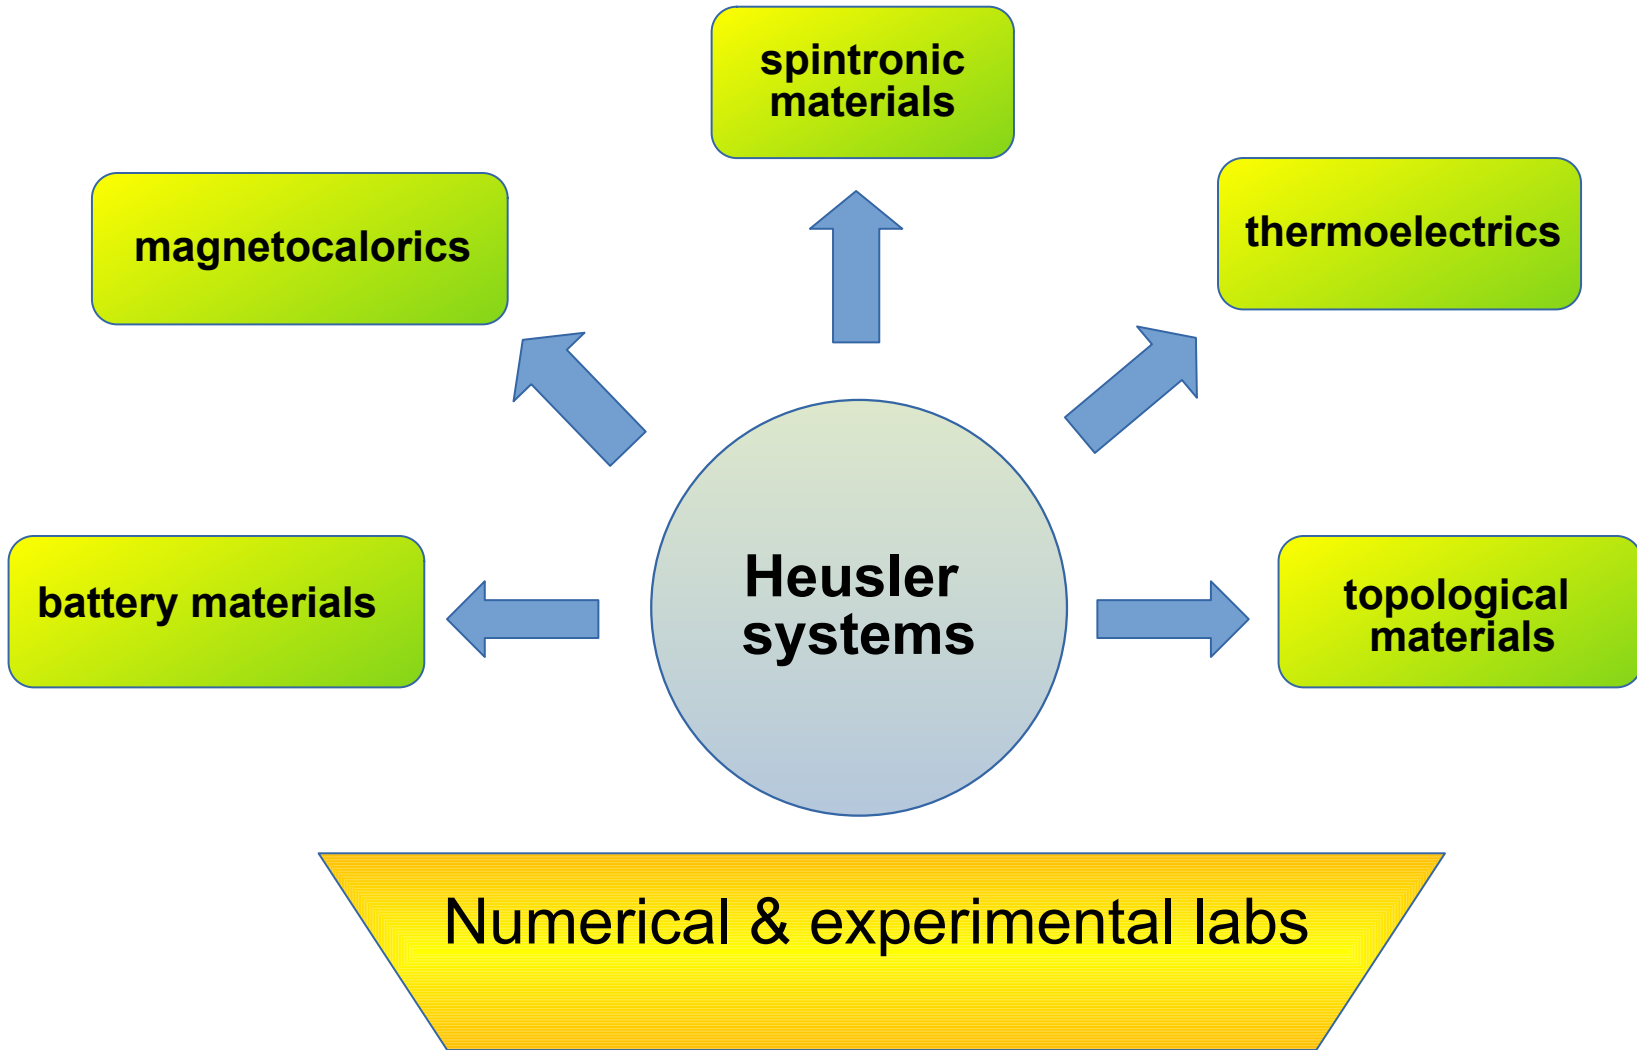 spintronic
materials
magnetocalorics
thermoelectrics
battery materials
Heusler
systems
topological
materials
Numerical & experimental labs